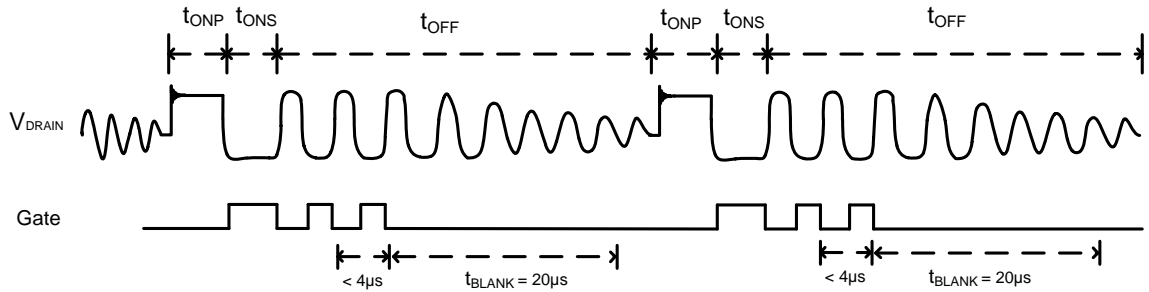 tONP tONS tOFF tONP tONS tOFF
VDRAIN
Gate
< 4µs tBLANK = 20µs < 4µs tBLANK = 20µs